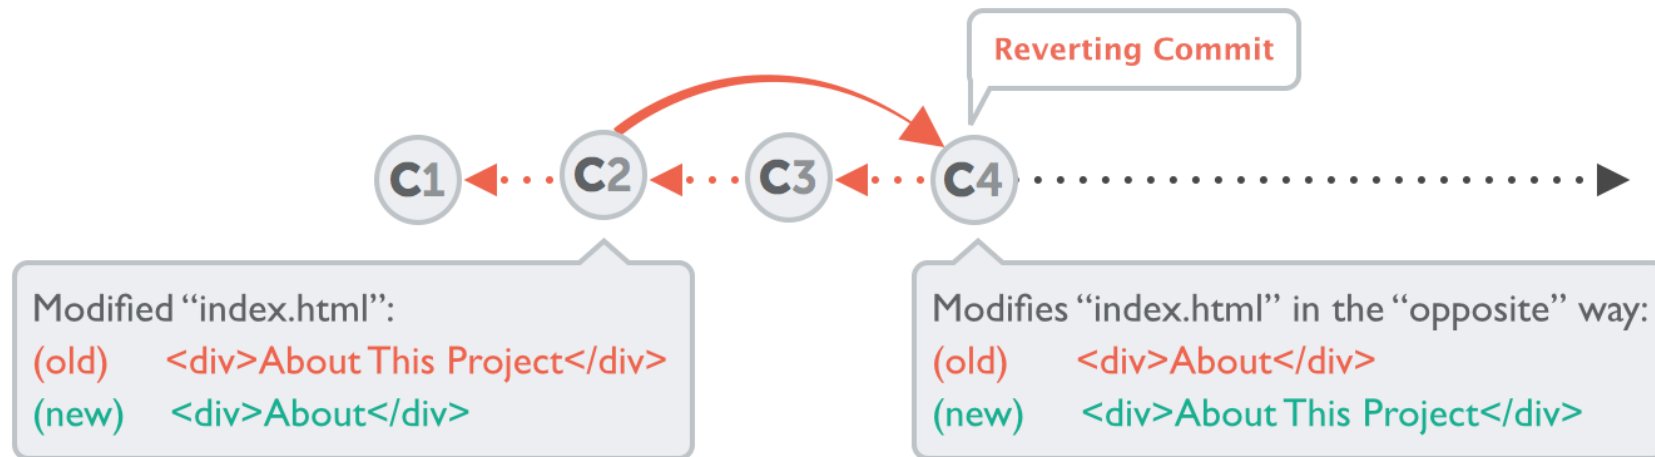 Reverting Commit
C1
C2
C3
C4
Modified “index.html”:
(old) <div>About This Project</div>
(new) <div>About</div>
Modifies “index.html” in the “opposite” way:
(old) <div>About</div>
(new) <div>About This Project</div>